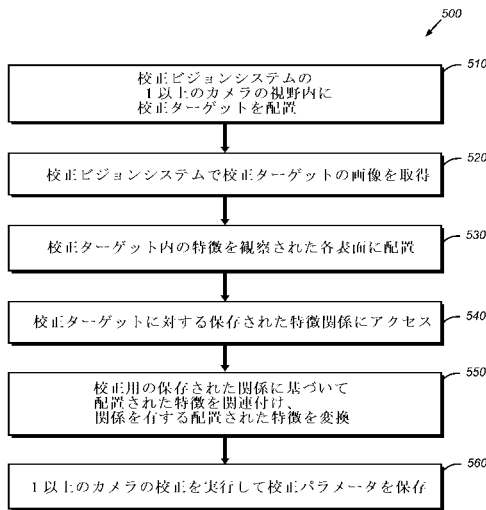 500
510
校正ビジョンシステムの
１以上のカメラの視野内に
校正ターゲットを配置
520
校正ビジョンシステムで校正ターゲットの画像を取得
530
校正ターゲット内の特徴を観察された各表面に配置
540
校正ターゲットに対する保存された特徴関係にアクセス
550
校正用の保存された関係に基づいて
配置された特徴を関連付け、
関係を有する配置された特徴を変換
560
１以上のカメラの校正を実行して校正パラメータを保存